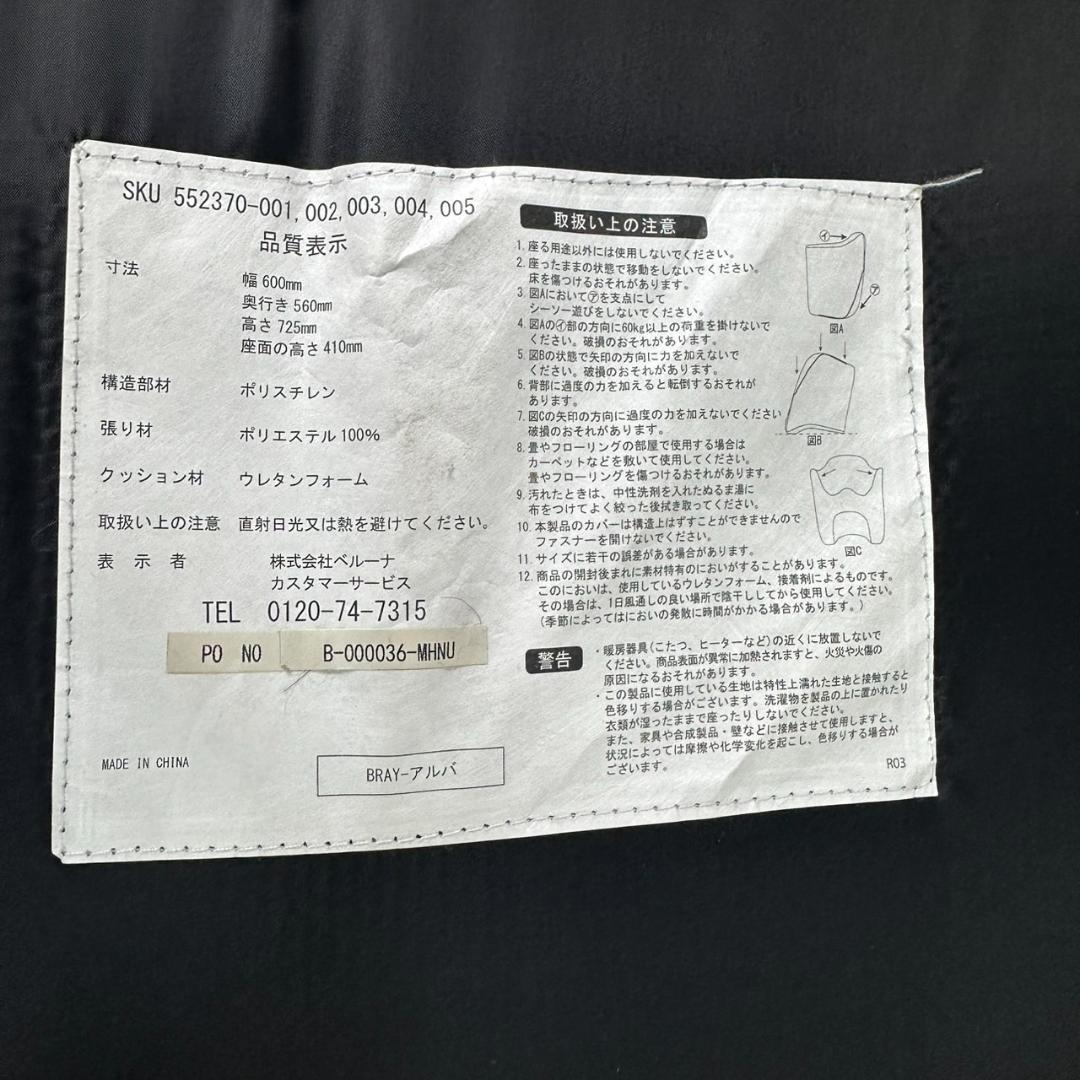 SKU 552370-001, 002, 003, 004, 005
品質表示
寸法
幅 600mm
奥行き 560mm
高さ 725mm
座面の高さ 410mm
構造部材 ポリスチレン
張り材 ポリエステル 100%
クッション材 ウレタンフォーム
取扱い上の注意 直射日光又は熱を避けてください。
表示者 株式会社ベルーナ
カスタマーサービス
TEL 0120-74-7315
PO NO B-000036-MHNU
MADE IN CHINA
BRAY-アルバ
取扱い上の注意
1. 座る用途以外には使用しないでください。
2. 座ったままの状態で移動をしないでください。
床を傷つけるおそれがあります。
3. 図Aにおいて㋐を支点にして
シーソー遊びをしないでください。
4. 図Aの㋑部の方向に60kg以上の荷重を掛けないで
ください。破損のおそれがあります。
5. 図Bの状態で矢印の方向に力を加えないで
ください。破損のおそれがあります。
6. 背部に過度の力を加えると転倒するおそれが
あります。
7. 図Cの矢印の方向に過度の力を加えないでください
破損のおそれがあります。
8. 畳やフローリングの部屋で使用する場合は
カーペットなどを敷いて使用してください。
畳やフローリングを傷つけるおそれがあります。
9. 汚れたときは、中性洗剤を入れたぬるま湯に
布をつけてよく絞った後拭き取ってください。
10. 本製品のカバーは構造上はずすことができませんので
ファスナーを開けないでください。
11. サイズに若干の誤差がある場合があります。
12. 商品の開封後まれに素材特有のにおいがすることがあります。
このにおいは、使用しているウレタンフォーム、接着剤によるものです。
その場合は、1日風通しの良い場所で陰干ししてから使用してください。
(季節によってはにおいの発散に時間がかかる場合があります。)
㋑
㋐
図A
図B
図C
警告
・暖房器具(こたつ、ヒーターなど)の近くに放置しないで
ください。商品表面が異常に加熱されますと、火災や火傷の
原因になるおそれがあります。
・この製品に使用している生地は特性上濡れた生地と接触すると
色移りする場合がございます。洗濯物を製品の上に置かれたり
衣類が湿ったままで座ったりしないでください。
また、家具や合成製品・壁などに接触させて使用しますと、
状況によっては摩擦や化学変化を起こし、色移りする場合が
ございます。
R03